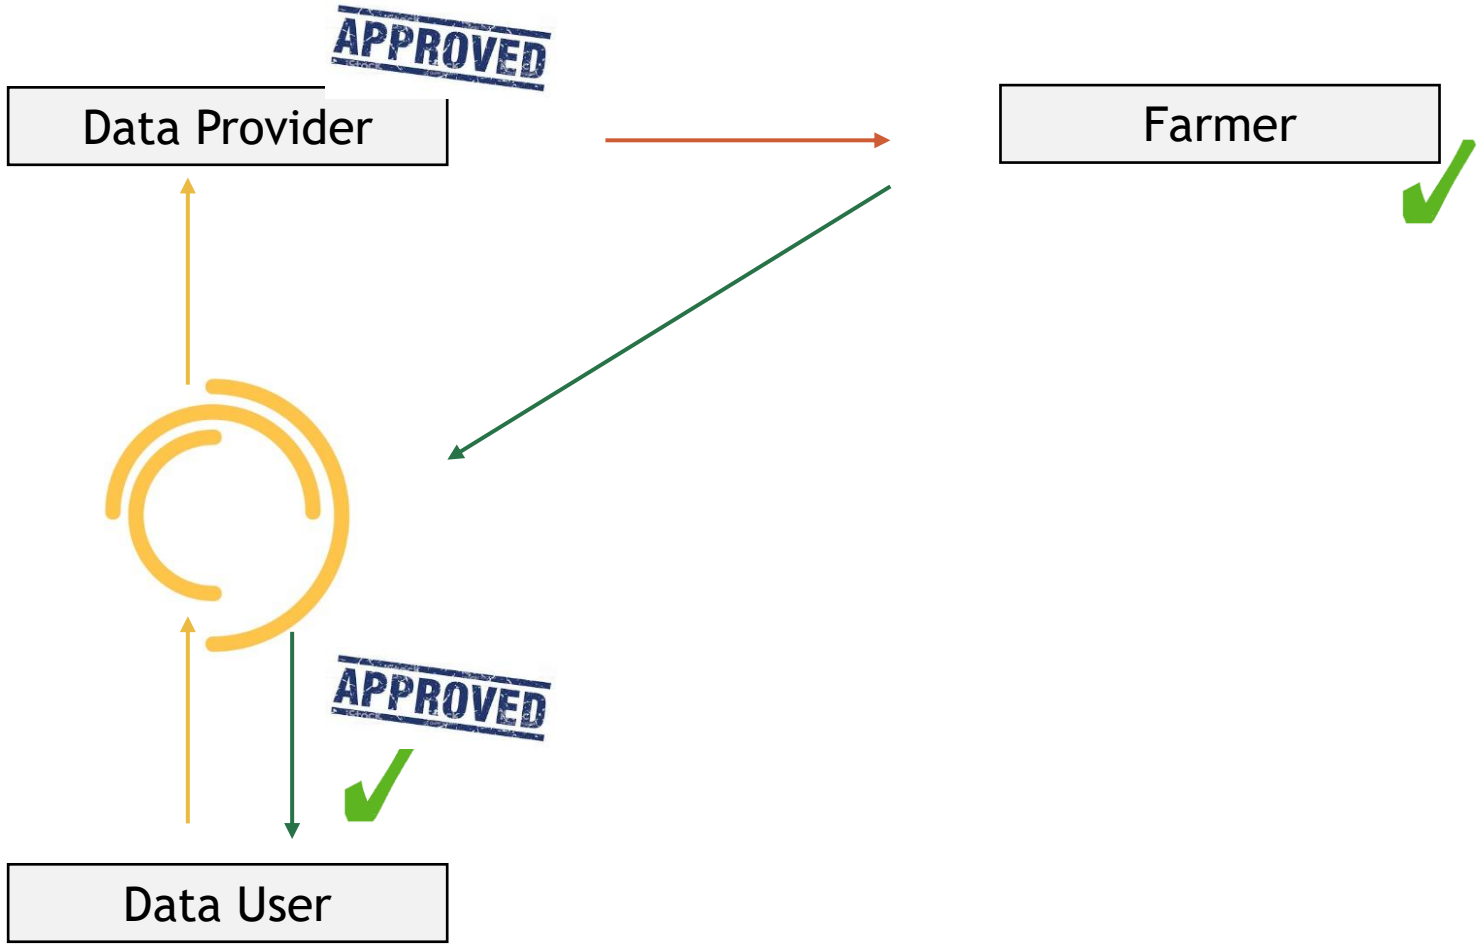 APPROVED
Data Provider
Farmer
APPROVED
Data User